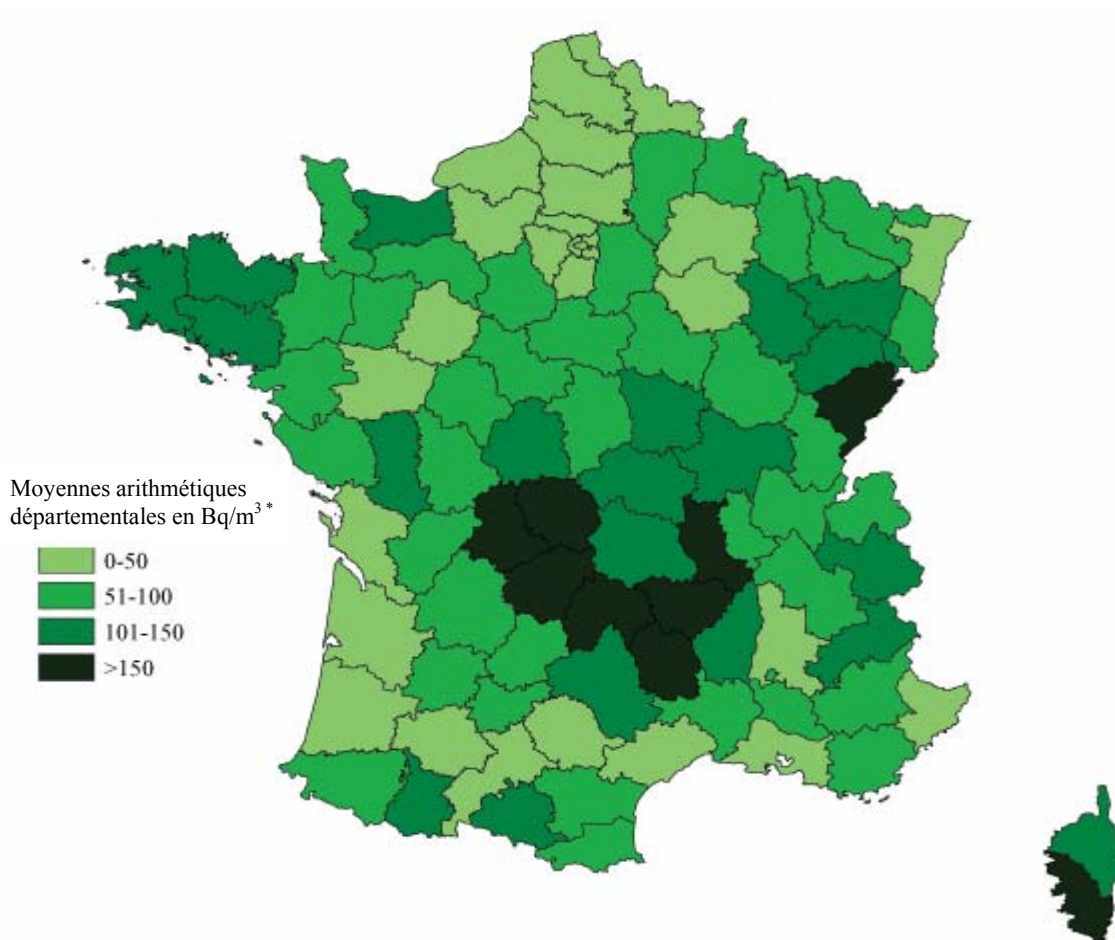 Moyennes arithmétiques
départementales en Bq/m³ *
0-50
51-100
101-150
>150